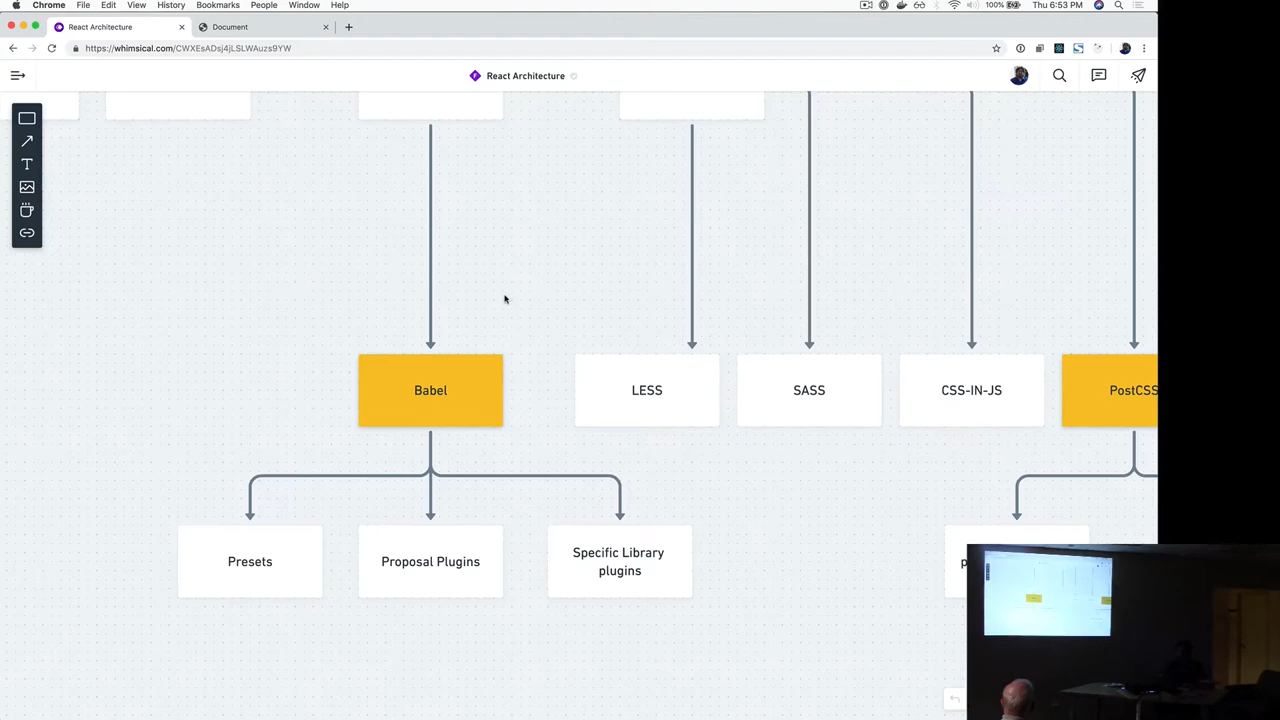 Chrome File Edit View History Bookmarks People Window Help 100% Thu 6:53 PM
React Architecture Document
https://whimsical.com/CWXEsADsj4jLSLWAuzs9YW
React Architecture
Babel LESS SASS CSS-IN-JS PostCSS
Presets Proposal Plugins Specific Library
plugins